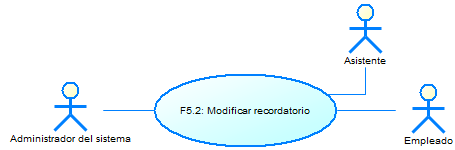 Asistente
F5.2: Modificar recordatorio
Administrador del sistema
Empleado